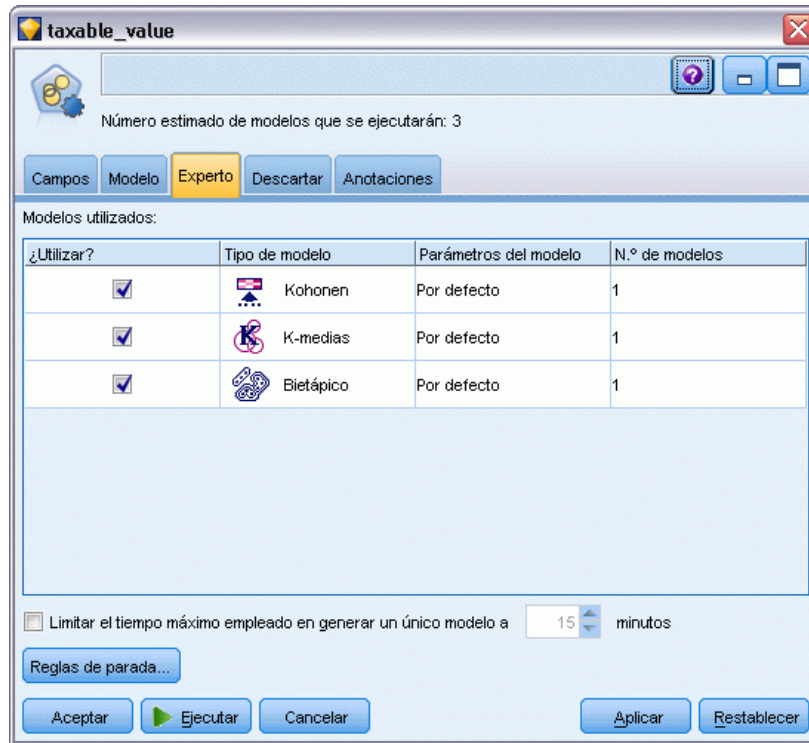 taxable_value
Número estimado de modelos que se ejecutarán: 3
Campos Modelo Experto Descartar Anotaciones
Modelos utilizados:
¿Utilizar? Tipo de modelo Parámetros del modelo N.º de modelos
Kohonen Por defecto 1
K-medias Por defecto 1
Bietápico Por defecto 1
Limitar el tiempo máximo empleado en generar un único modelo a 15 minutos
Reglas de parada...
Aceptar Ejecutar Cancelar Aplicar Restablecer